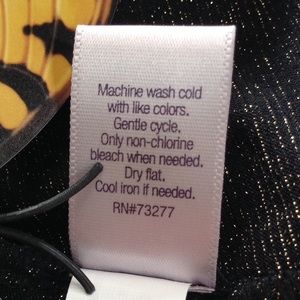 Machine wash cold
with like colors.
Gentle cycle.
Only non-chlorine
bleach when needed.
Dry flat.
Cool iron if needed.
RN#73277